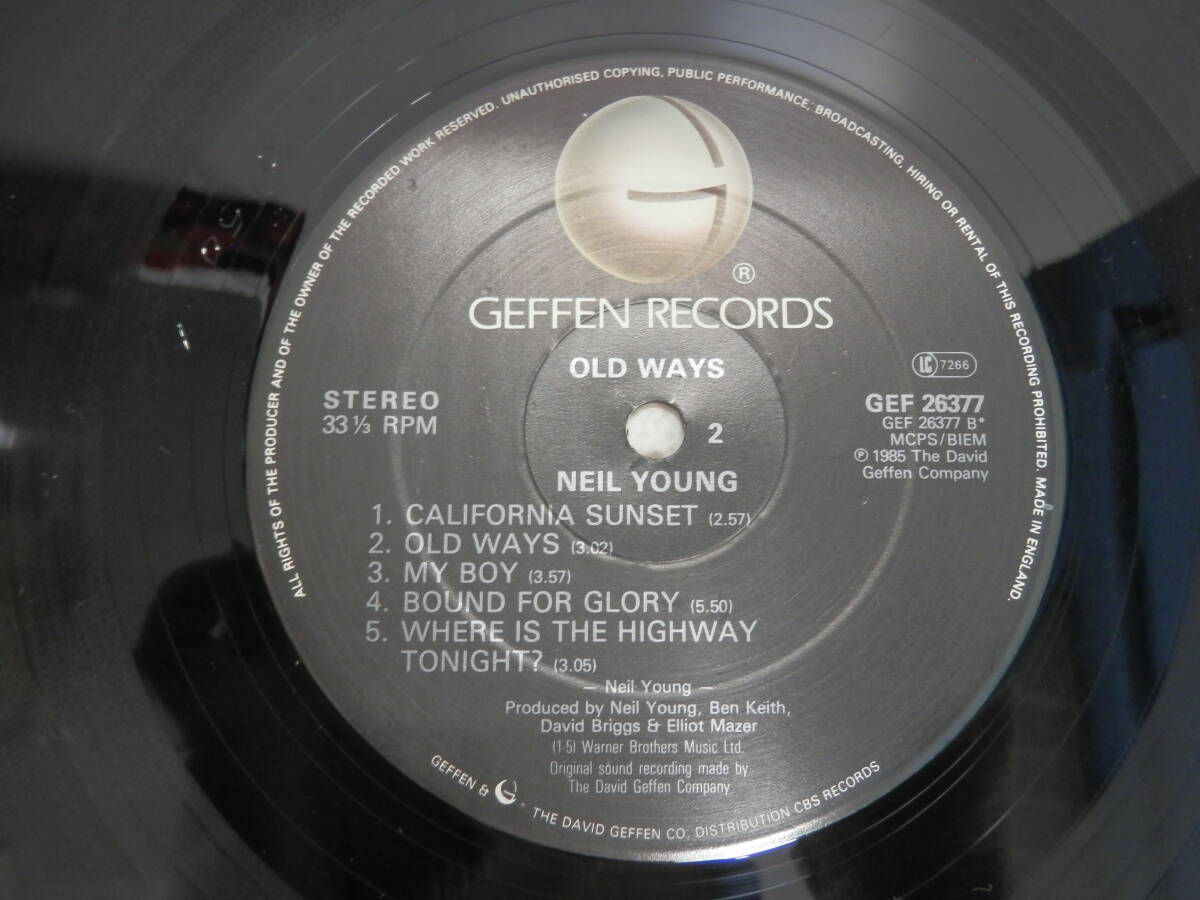 ALL RIGHTS OF THE PRODUCER AND OF THE OWNER OF THE RECORDED WORK RESERVED. UNAUTHORISED COPYING, PUBLIC PERFORMANCE, BROADCASTING, HIRING OR RENTAL OF THIS RECORDING PROHIBITED. MADE IN ENGLAND.
®
GEFFEN RECORDS
OLD WAYS
LC 7266
STEREO
33⅓ RPM
2
GEF 26377
GEF 26377 B*
MCPS/BIEM
℗ 1985 The David
Geffen Company
NEIL YOUNG
1. CALIFORNIA SUNSET (2.57)
2. OLD WAYS (3.02)
3. MY BOY (3.57)
4. BOUND FOR GLORY (5.50)
5. WHERE IS THE HIGHWAY
TONIGHT? (3.05)
– Neil Young –
Produced by Neil Young, Ben Keith,
David Briggs & Elliot Mazer
(1-5) Warner Brothers Music Ltd.
Original sound recording made by
The David Geffen Company
GEFFEN & G · THE DAVID GEFFEN CO, DISTRIBUTION CBS RECORDS